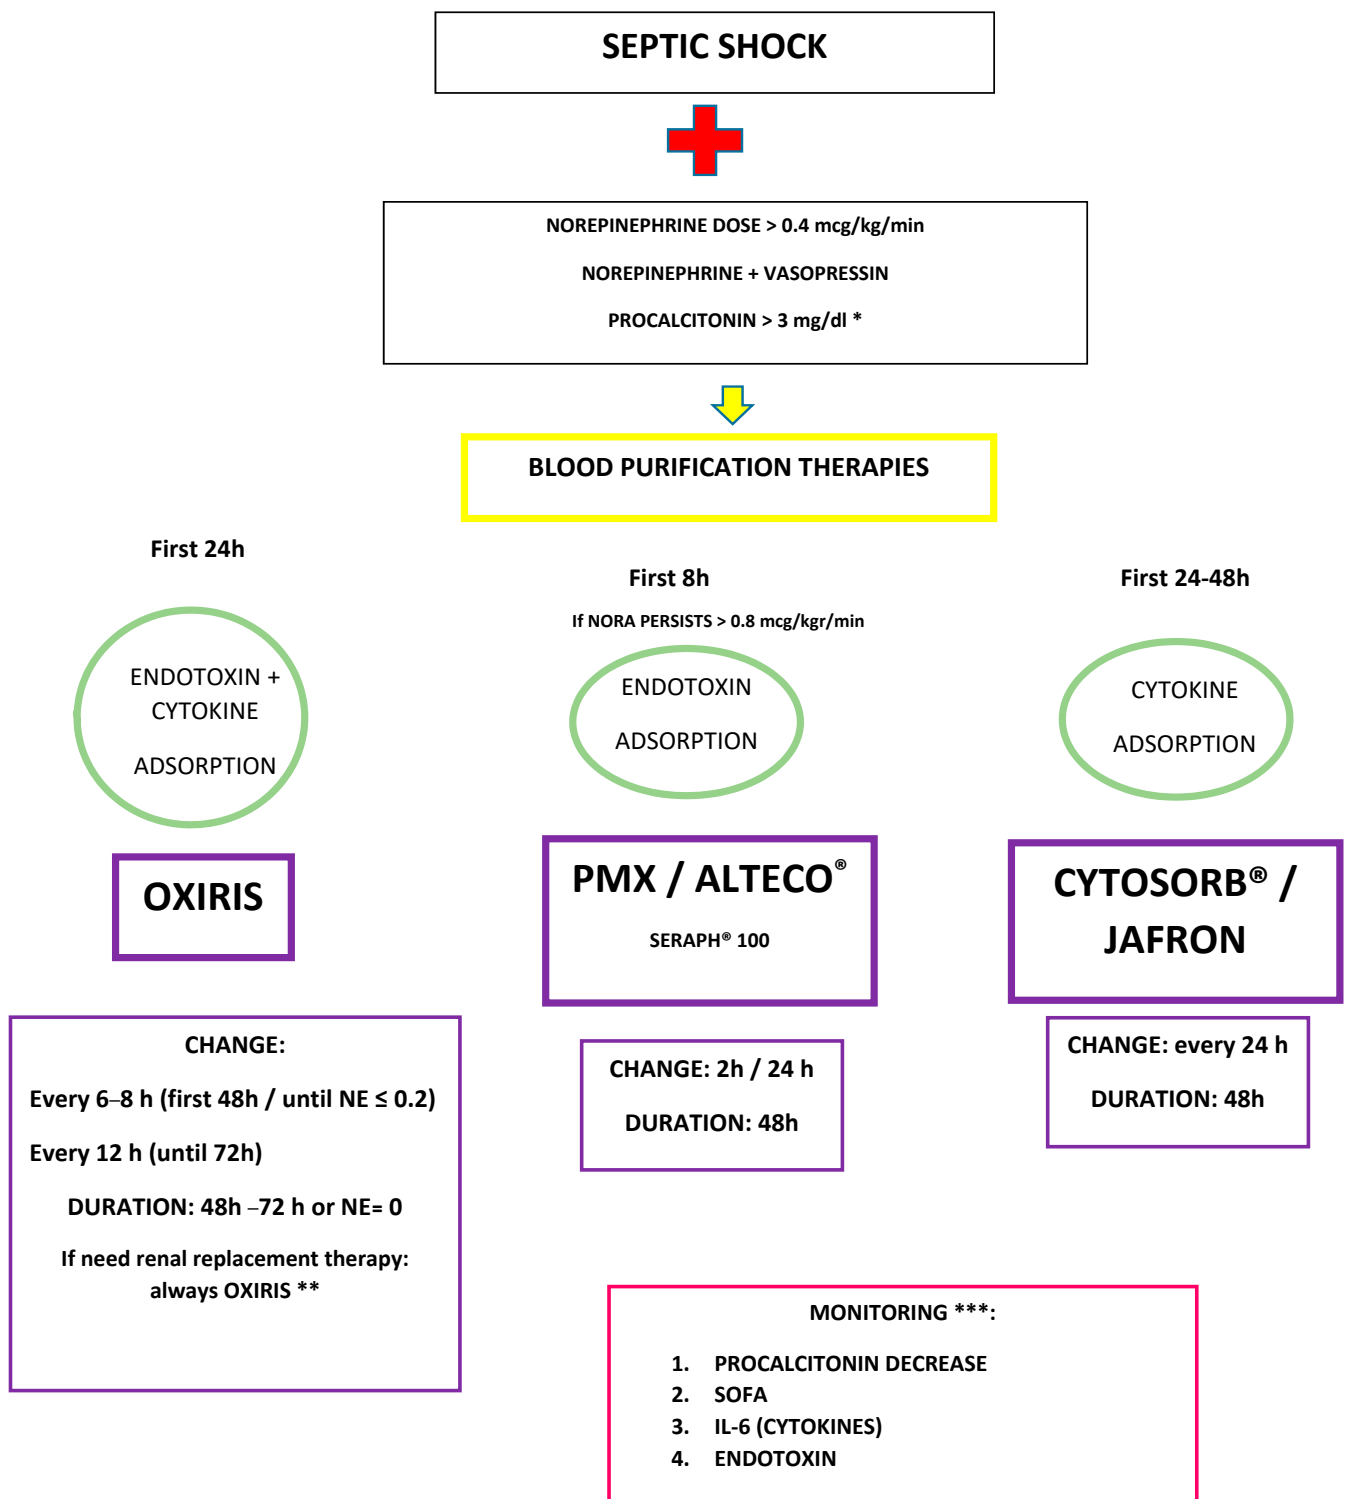 SEPTIC SHOCK
NOREPINEPHRINE DOSE > 0.4 mcg/kg/min
NOREPINEPHRINE + VASOPRESSIN
PROCALCITONIN > 3 mg/dl *
BLOOD PURIFICATION THERAPIES
First 24h
ENDOTOXIN +
CYTOKINE
ADSORPTION
OXIRIS
CHANGE:
Every 6–8 h (first 48h / until NE ≤ 0.2)
Every 12 h (until 72h)
DURATION: 48h –72 h or NE= 0
If need renal replacement therapy:
always OXIRIS **
First 8h
If NORA PERSISTS > 0.8 mcg/kgr/min
ENDOTOXIN
ADSORPTION
PMX / ALTECO®
SERAPH® 100
CHANGE: 2h / 24 h
DURATION: 48h
First 24-48h
CYTOKINE
ADSORPTION
CYTOSORB® /
JAFRON
CHANGE: every 24 h
DURATION: 48h
MONITORING ***:
1. PROCALCITONIN DECREASE
2. SOFA
3. IL-6 (CYTOKINES)
4. ENDOTOXIN